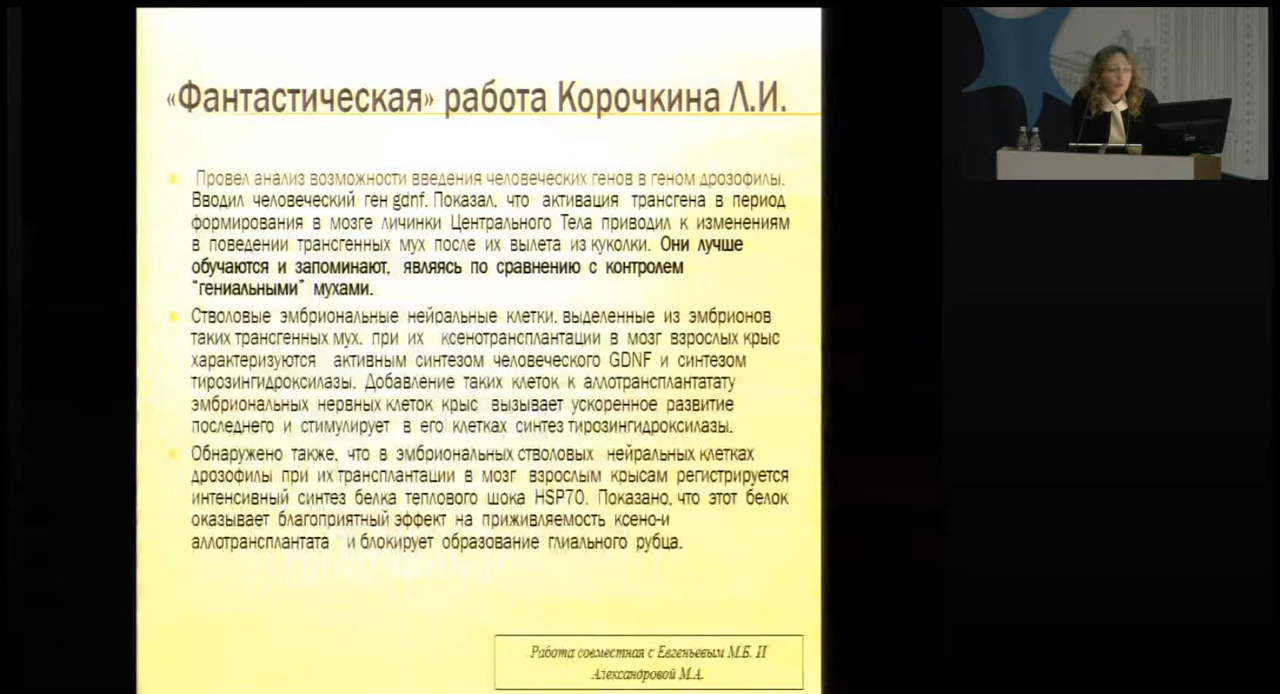 «Фантастическая» работа Корочкина Л.И.
Провел анализ возможности введения человеческих генов в геном дрозофилы.
Вводил человеческий ген gdnf. Показал, что активация трансгена в период
формирования в мозге личинки Центрального Тела приводил к изменениям
в поведении трансгенных мух после их вылета из куколки. Они лучше
обучаются и запоминают, являясь по сравнению с контролем
"гениальными" мухами.
Стволовые эмбриональные нейральные клетки, выделенные из эмбрионов
таких трансгенных мух, при их ксенотрансплантации в мозг взрослых крыс
характеризуются активным синтезом человеческого GDNF и синтезом
тирозингидроксилазы. Добавление таких клеток к аллотрансплантатату
эмбриональных нервных клеток крыс вызывает ускоренное развитие
последнего и стимулирует в его клетках синтез тирозингидроксилазы.
Обнаружено также, что в эмбриональных стволовых нейральных клетках
дрозофилы при их трансплантации в мозг взрослым крысам регистрируется
интенсивный синтез белка теплового шока HSP70. Показано, что этот белок
оказывает благоприятный эффект на приживляемость ксено-и
аллотрансплантата и блокирует образование глиального рубца.
Работа совместная с Евгеньевым М.Б. И
Александровой М.А.